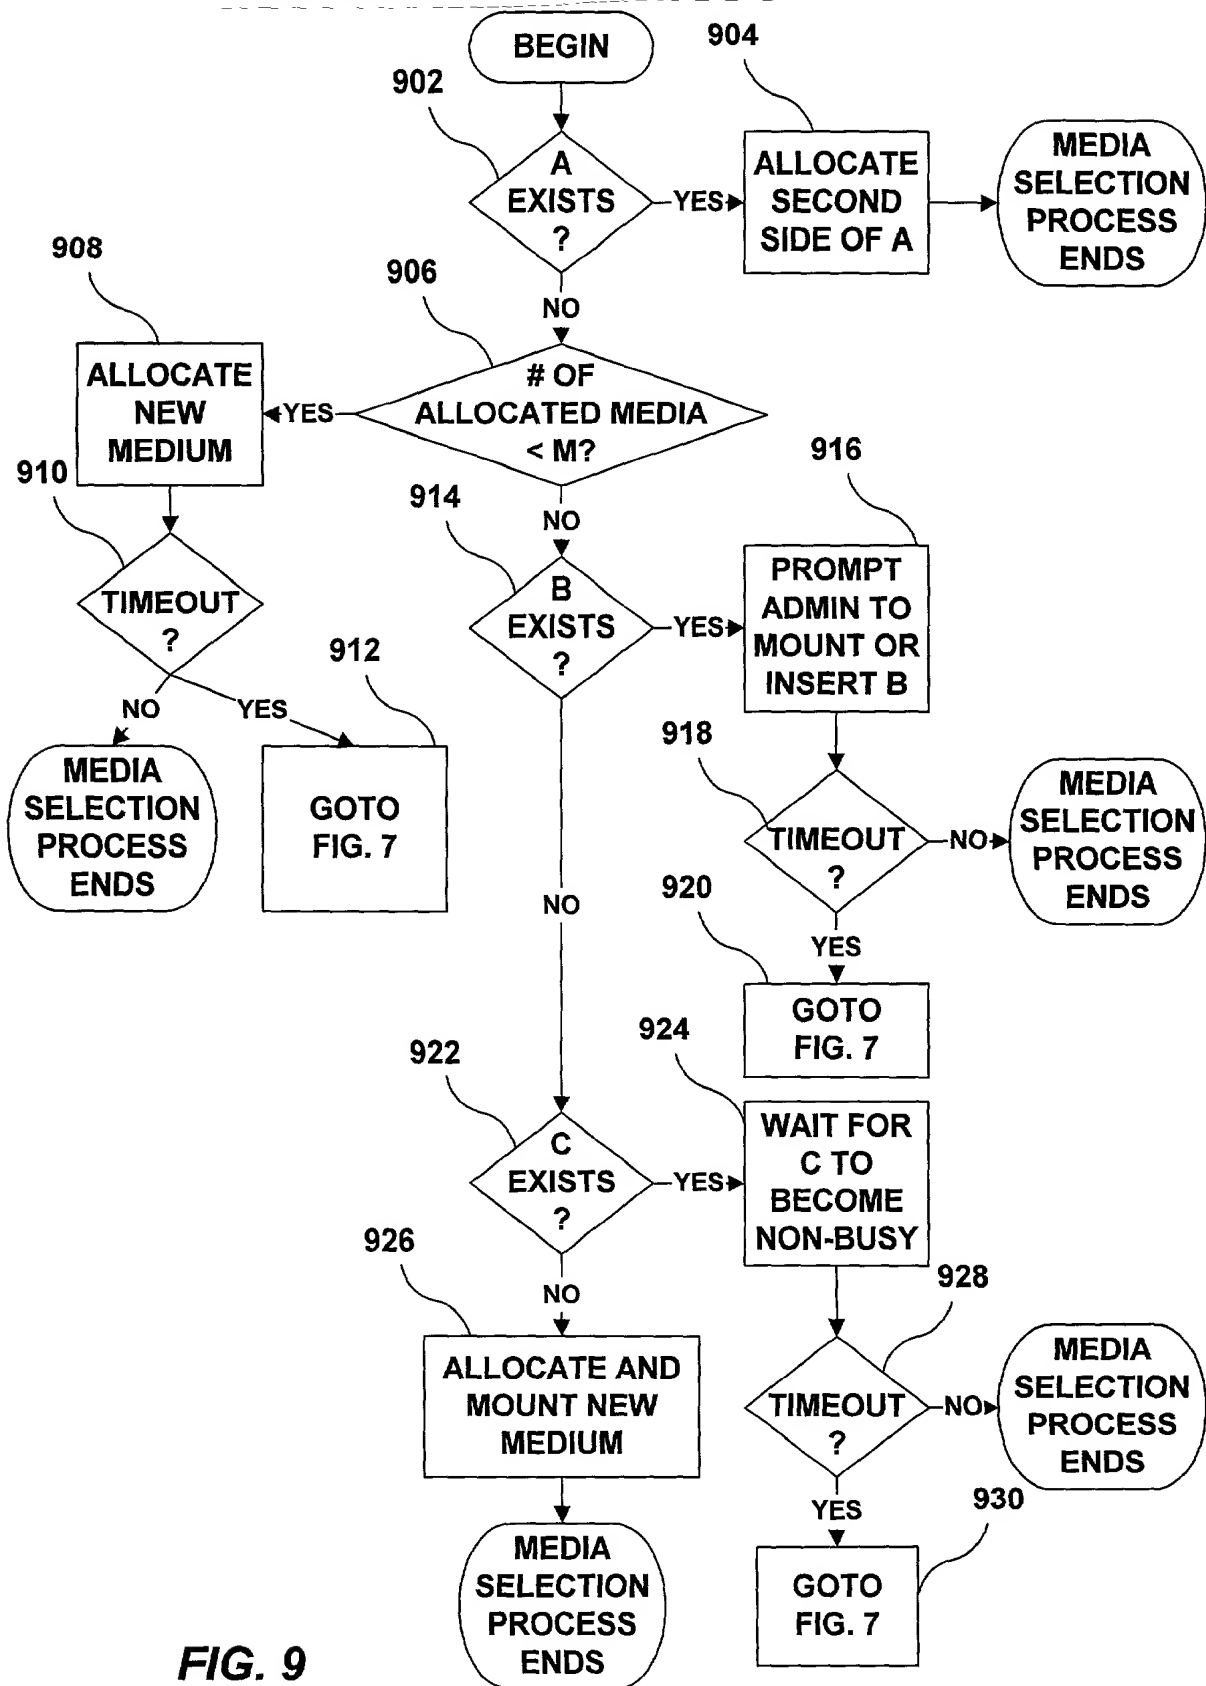 BEGIN
904
902
A
EXISTS
?
YES
ALLOCATE
SECOND
SIDE OF A
MEDIA
SELECTION
PROCESS
ENDS
NO
908
906
ALLOCATE
NEW
MEDIUM
YES
# OF
ALLOCATED MEDIA
< M?
910
914
NO
916
TIMEOUT
?
B
EXISTS
?
YES
PROMPT
ADMIN TO
MOUNT OR
INSERT B
912
NO
YES
MEDIA
SELECTION
PROCESS
ENDS
GOTO
FIG. 7
918
TIMEOUT
?
NO
MEDIA
SELECTION
PROCESS
ENDS
NO
920
YES
GOTO
FIG. 7
922
924
C
EXISTS
?
YES
WAIT FOR
C TO
BECOME
NON-BUSY
926
NO
928
ALLOCATE AND
MOUNT NEW
MEDIUM
TIMEOUT
?
NO
MEDIA
SELECTION
PROCESS
ENDS
YES
930
MEDIA
SELECTION
PROCESS
ENDS
GOTO
FIG. 7
FIG. 9